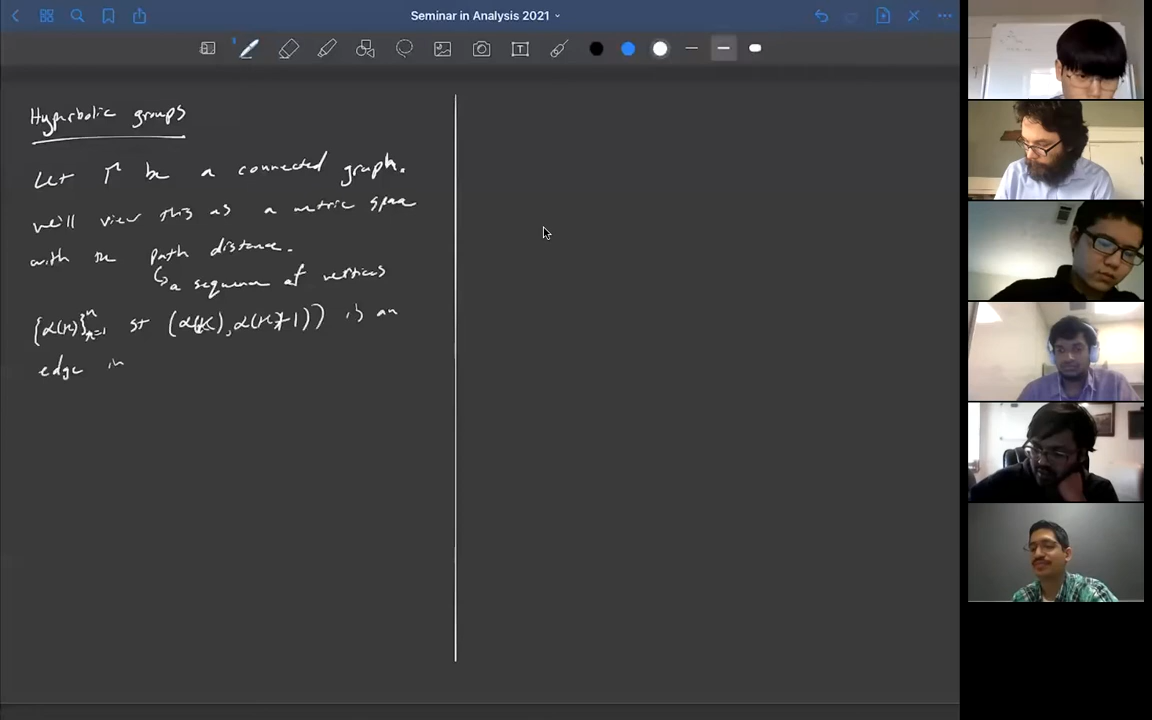 Seminar in Analysis 2021
Hyperbolic groups
Let Γ be a connected graph.
we'll view this as a metric space
with the path distance.
↳ a sequence of vertices
{α(k)}ⁿₖ₌₁ st (α(k), α(k+1)) is an
edge in